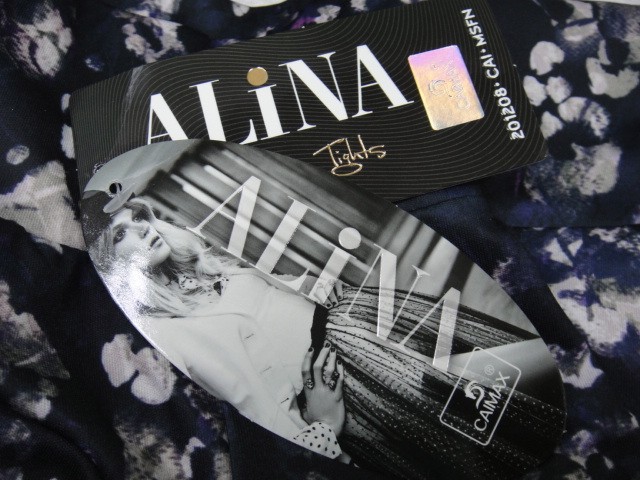 ALiNA
Tights
201208 · CAI · MSFN
ALiNA
®
CAIMAX